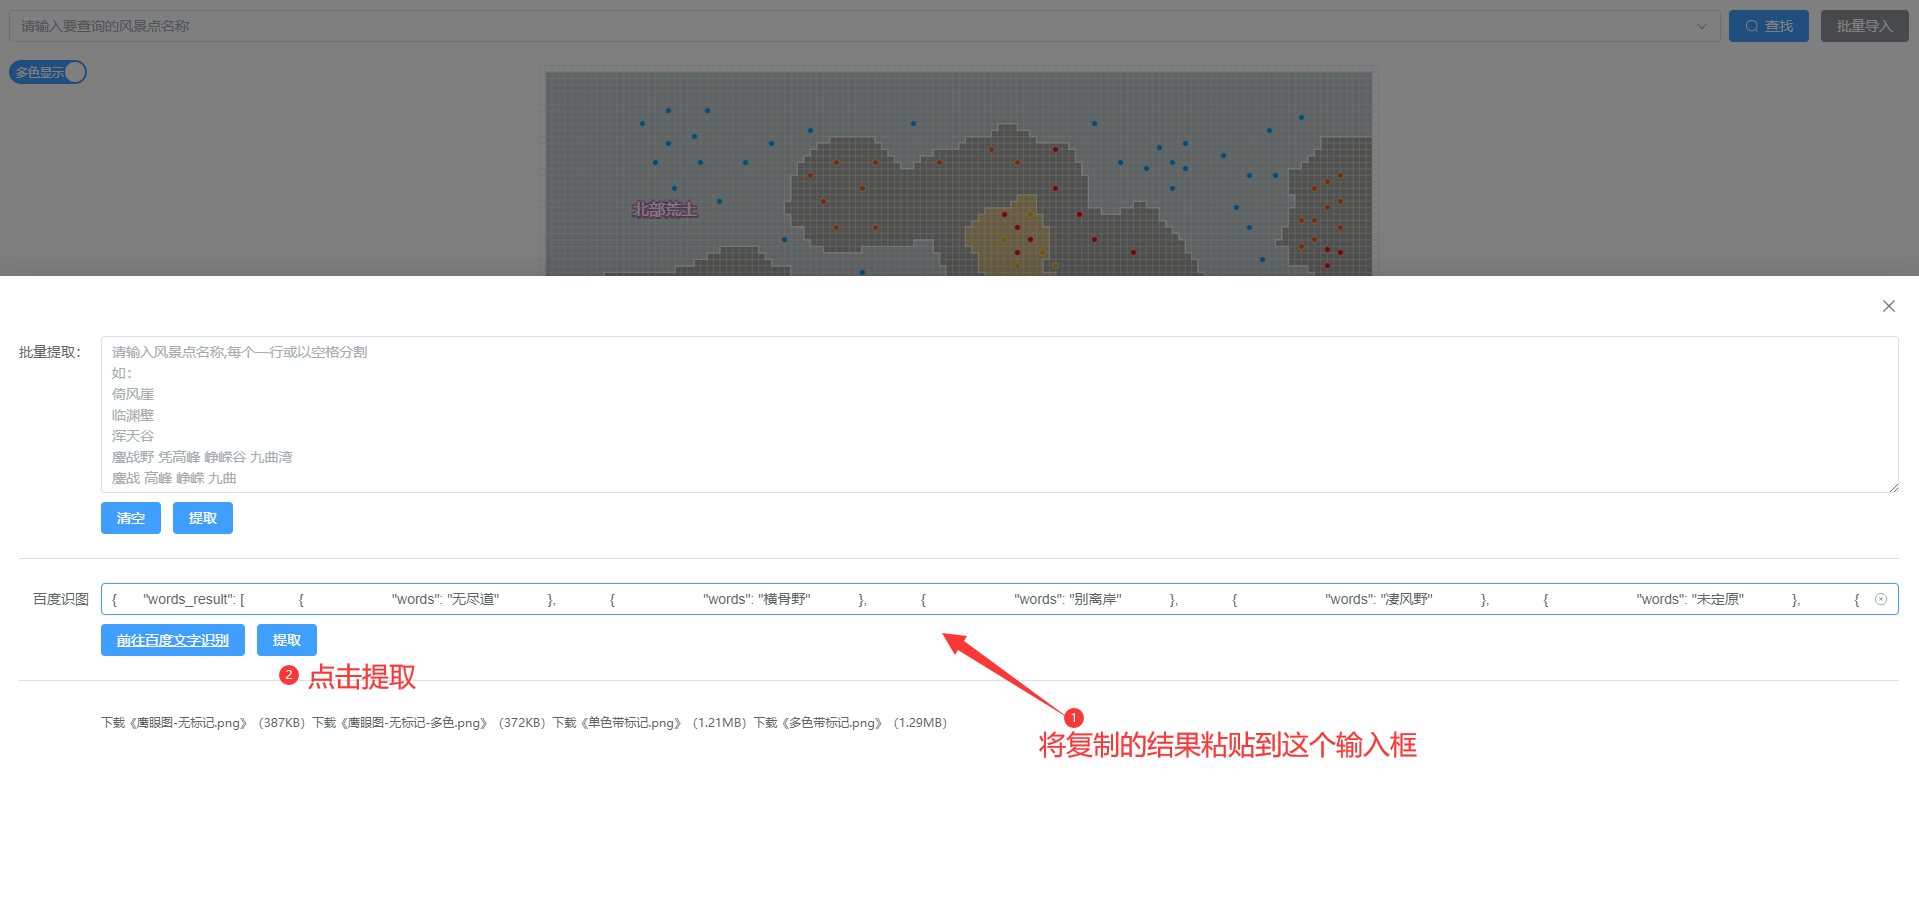 请输入要查询的风景点名称
查找
批量导入
多色显示
北部荒土
批量提取：
请输入风景点名称,每个一行或以空格分割
如：
倚风崖
临渊壁
浑天谷
鏖战野 凭高峰 峥嵘谷 九曲湾
鏖战 高峰 峥嵘 九曲
清空
提取
百度识图
{ "words_result": [ { "words": "无尽道" }, { "words": "横骨野" }, { "words": "别离岸" }, { "words": "凄风野" }, { "words": "未定原" }, {
前往百度文字识别
提取
2 点击提取
下载《鹰眼图-无标记.png》（387KB）下载《鹰眼图-无标记-多色.png》（372KB）下载《单色带标记.png》（1.21MB）下载《多色带标记.png》（1.29MB）
1
将复制的结果粘贴到这个输入框